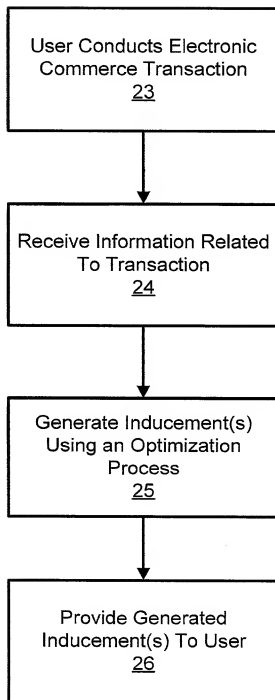 User Conducts Electronic
Commerce Transaction
23
Receive Information Related
To Transaction
24
Generate Inducement(s)
Using an Optimization
Process
25
Provide Generated
Inducement(s) To User
26